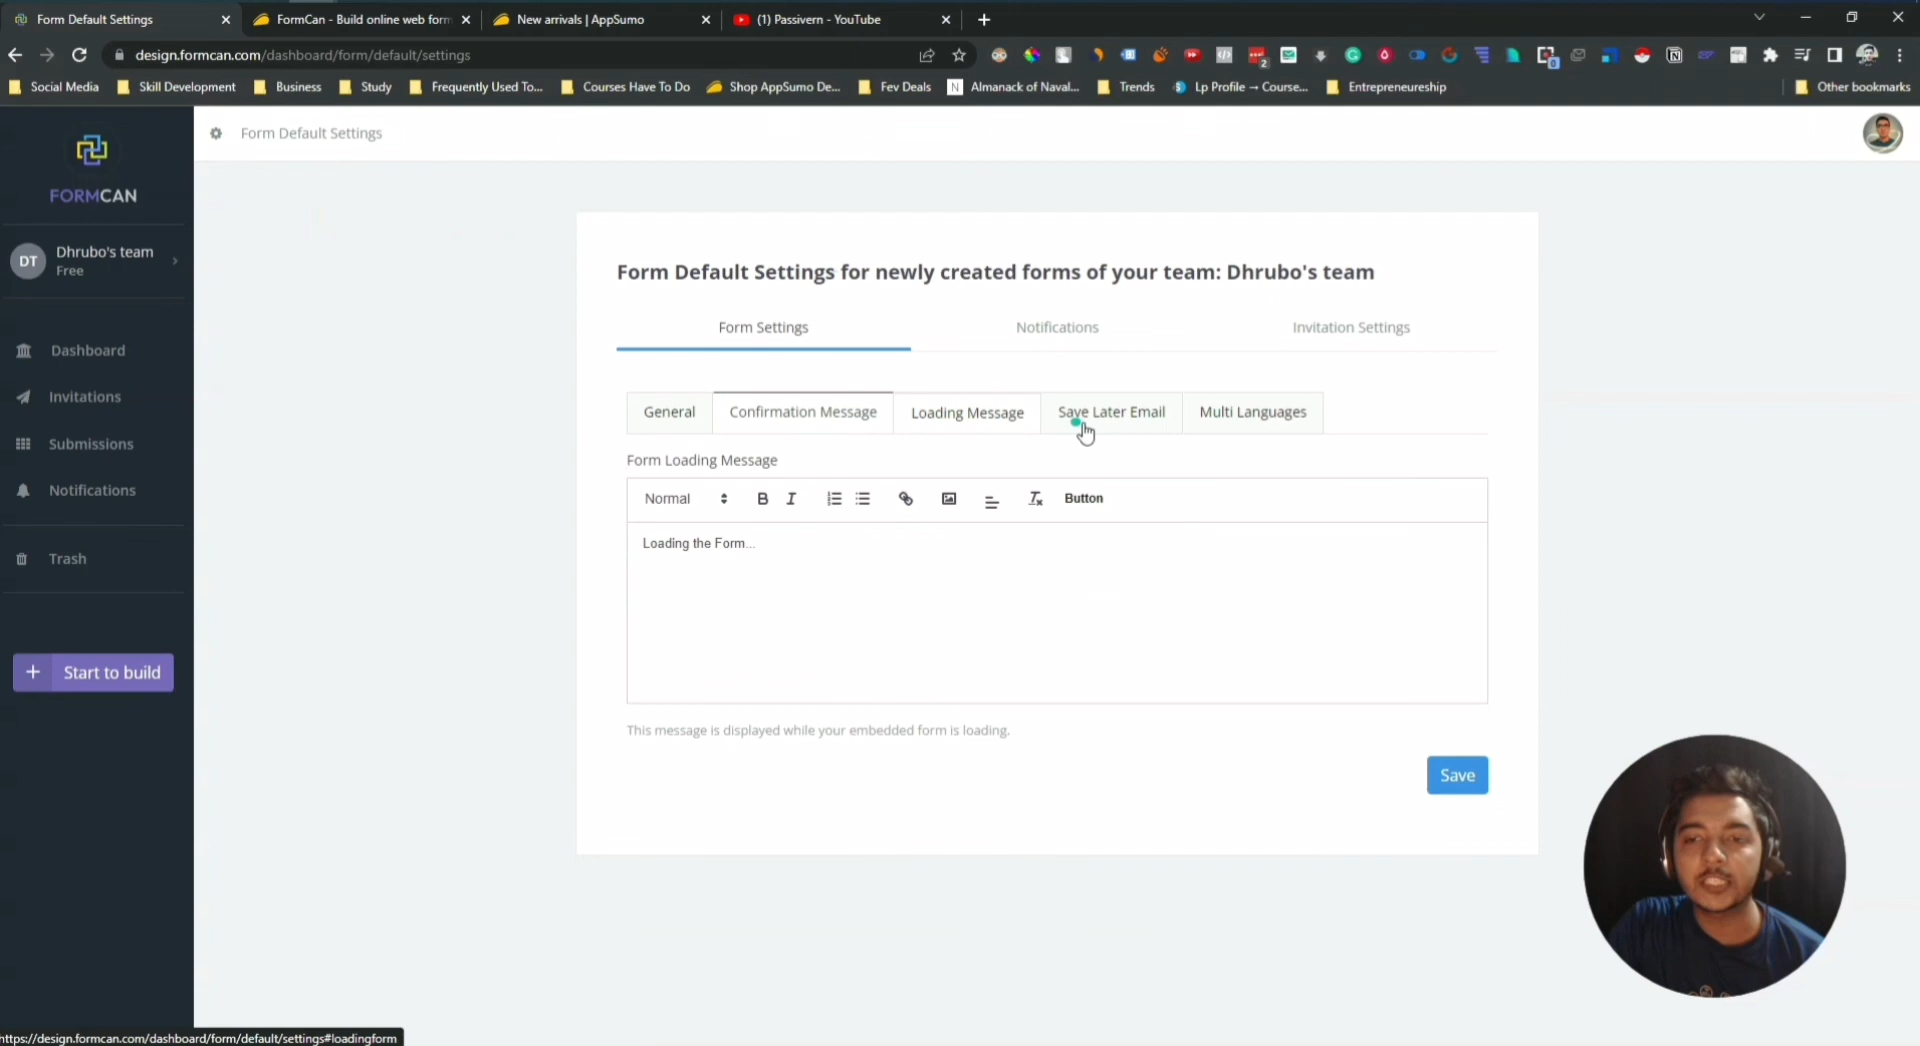 Form Default Settings
FormCan - Build online web form
New arrivals | AppSumo
(1) Passivern - YouTube
design.formcan.com/dashboard/form/default/settings
Social Media
Skill Development
Business
Study
Frequently Used To...
Courses Have To Do
Shop AppSumo De...
Fev Deals
Almanack of Naval...
Trends
Lp Profile → Course...
Entrepreneureship
Other bookmarks
FORMCAN
Form Default Settings
DT
Dhrubo's team
Free
Dashboard
Invitations
Submissions
Notifications
Trash
+ Start to build
Form Default Settings for newly created forms of your team: Dhrubo's team
Form Settings
Notifications
Invitation Settings
General
Confirmation Message
Loading Message
Save Later Email
Multi Languages
Form Loading Message
Normal
B
I
Button
Loading the Form...
This message is displayed while your embedded form is loading.
Save
https://design.formcan.com/dashboard/form/default/settings#loadingform